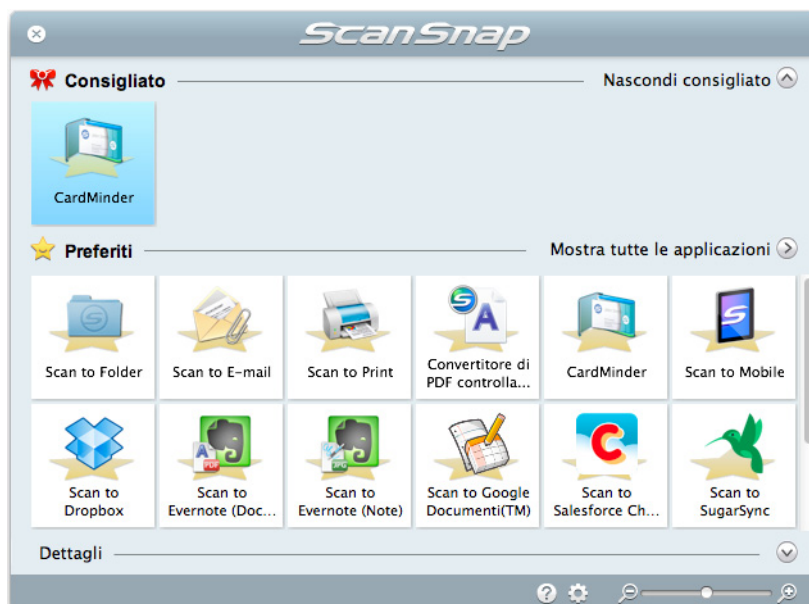 ScanSnap
Consigliato
Nascondi consigliato
CardMinder
Preferiti
Mostra tutte le applicazioni
Scan to Folder
Scan to E-mail
Scan to Print
Convertitore di
PDF controlla...
CardMinder
Scan to Mobile
Scan to
Dropbox
Scan to
Evernote (Doc...
Scan to
Evernote (Note)
Scan to Google
Documenti(TM)
Scan to
Salesforce Ch...
Scan to
SugarSync
Dettagli